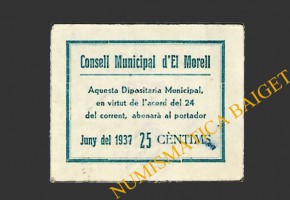 Consell Municipal d'El Morell
Aquesta Dipositaria Municipal,
en virtut de l'acord del 24
del corrent, abonarà al portador
Juny del 1937 25 CÈNTIMS
NUMISMATICA BAIGET